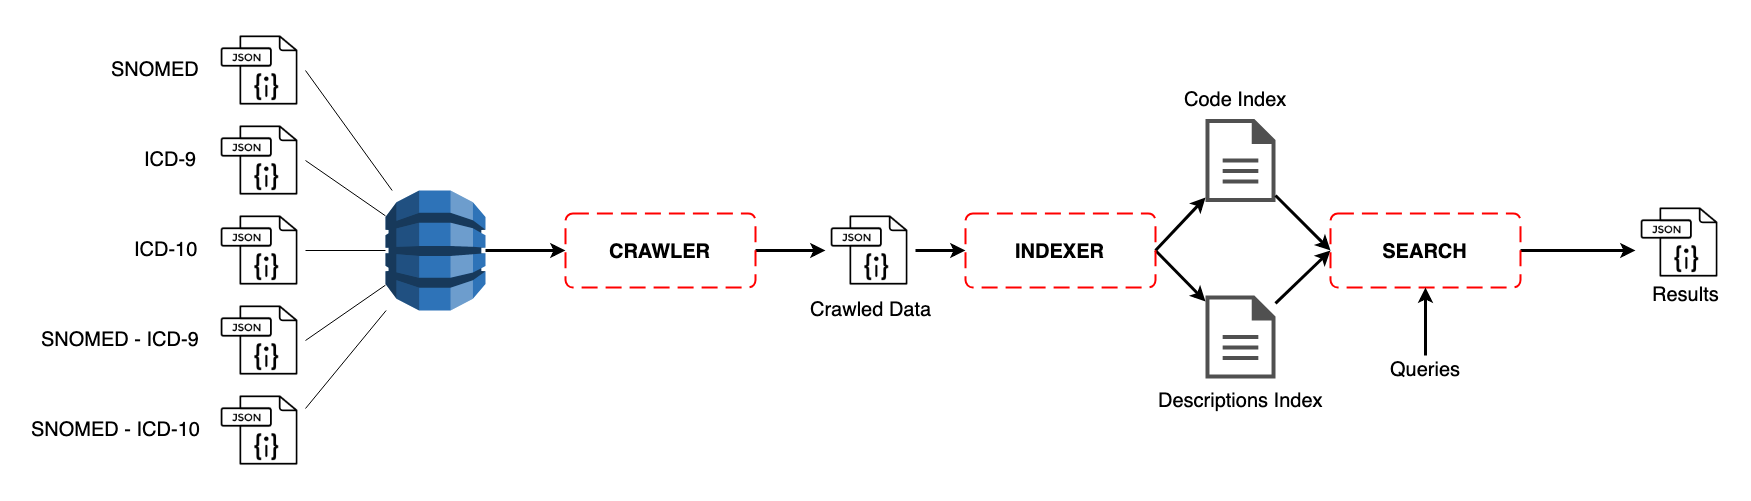 SNOMED
JSON
{i}
ICD-9
JSON
{i}
ICD-10
JSON
{i}
SNOMED - ICD-9
JSON
{i}
SNOMED - ICD-10
JSON
{i}
CRAWLER
JSON
{i}
Crawled Data
INDEXER
Code Index
Descriptions Index
SEARCH
Queries
JSON
{i}
Results